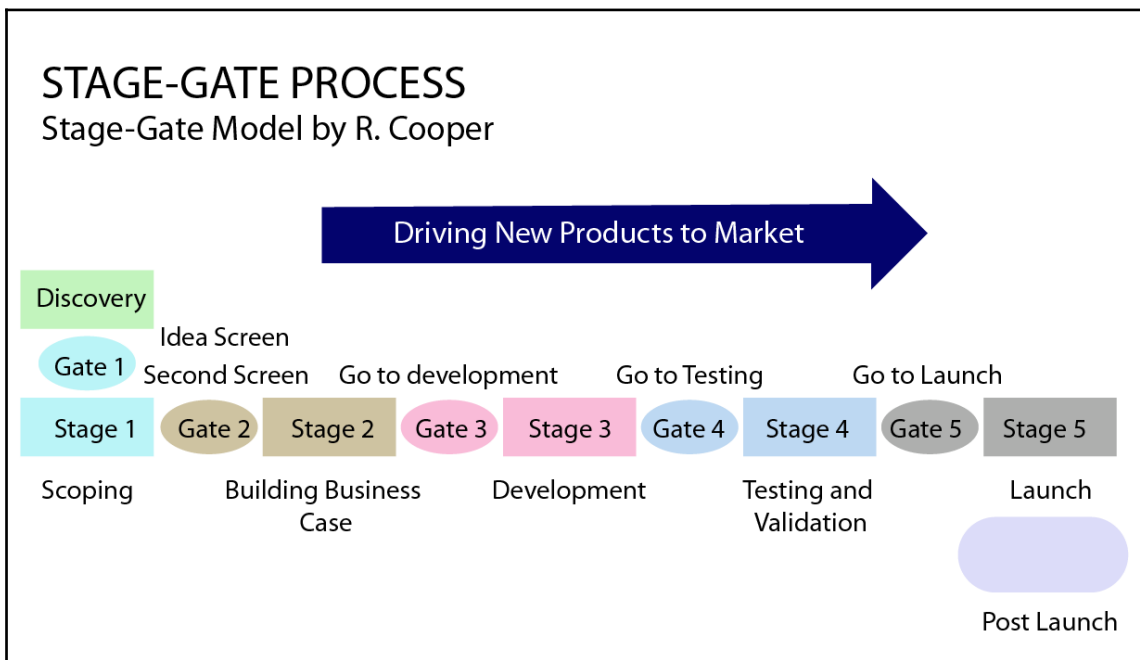 STAGE-GATE PROCESS
Stage-Gate Model by R. Cooper
Driving New Products to Market
Discovery
Gate 1
Idea Screen
Second Screen
Go to development
Go to Testing
Go to Launch
Stage 1
Gate 2
Stage 2
Gate 3
Stage 3
Gate 4
Stage 4
Gate 5
Stage 5
Scoping
Building Business
Case
Development
Testing and
Validation
Launch
Post Launch